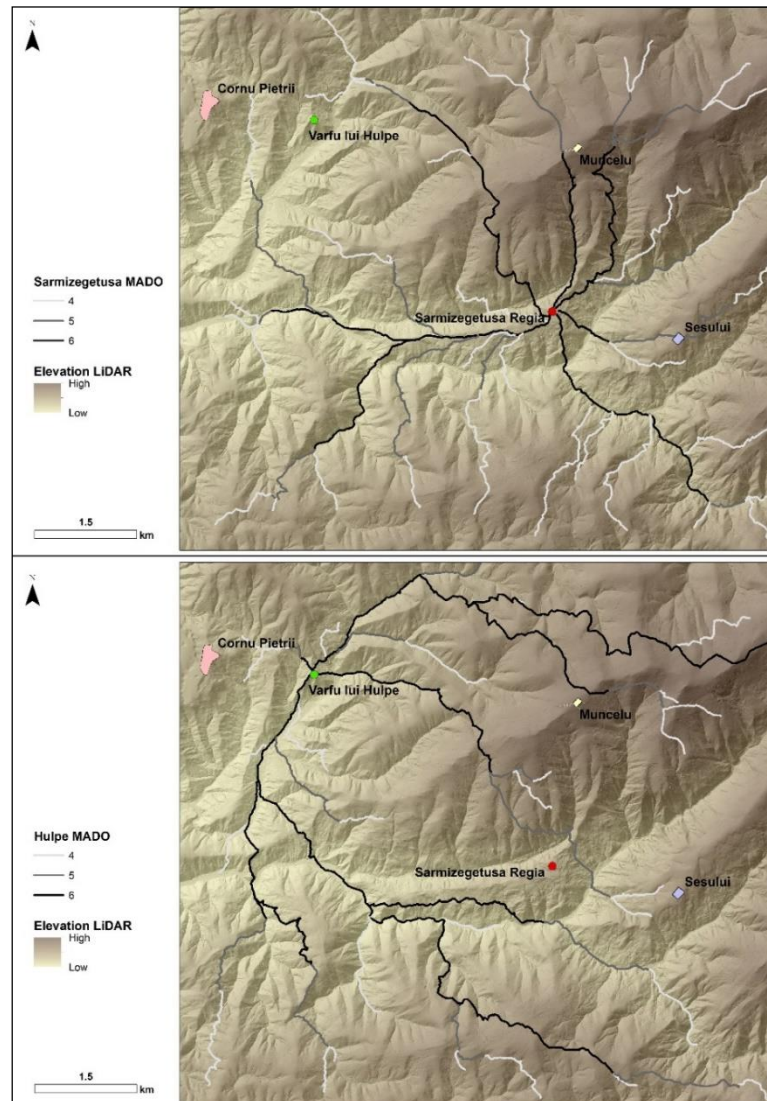 N
Cornu Pietrii
Varfu lui Hulpe
Muncelu
Sarmizegetusa MADO
4
5
6
Sarmizegetusa Regia
Sesului
Elevation LiDAR
High
Low
1.5
km
N
Cornu Pietrii
Varfu lui Hulpe
Muncelu
Hulpe MADO
4
5
6
Sarmizegetusa Regia
Sesului
Elevation LiDAR
High
Low
1.5
km